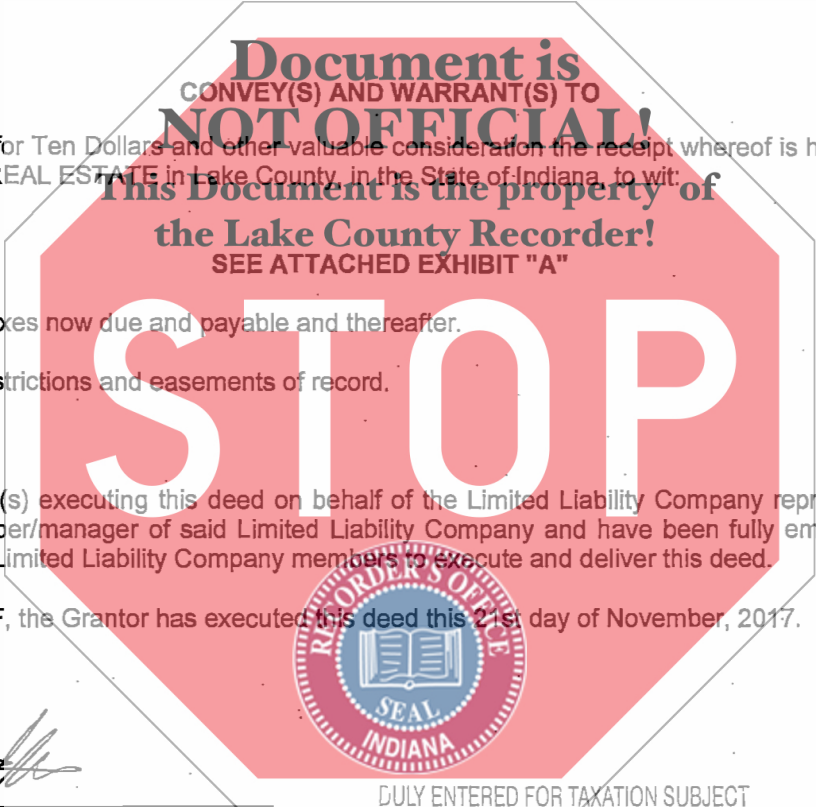 Document is
CONVEY(S) AND WARRANT(S) TO
NOT OFFICIAL!
or Ten Dollars and other valuable consideration the receipt whereof is h
REAL ESTATE in Lake County, in the State of Indiana, to wit:
This Document is the property of
the Lake County Recorder!
SEE ATTACHED EXHIBIT "A"
xes now due and payable and thereafter.
STOP
strictions and easements of record.
(s) executing this deed on behalf of the Limited Liability Company repr
er/manager of said Limited Liability Company and have been fully em
imited Liability Company members to execute and deliver this deed.
RECORDER'S OFFICE
, the Grantor has executed this deed this 21st day of November, 2017.
SEAL
INDIANA
DULY ENTERED FOR TAXATION SUBJECT